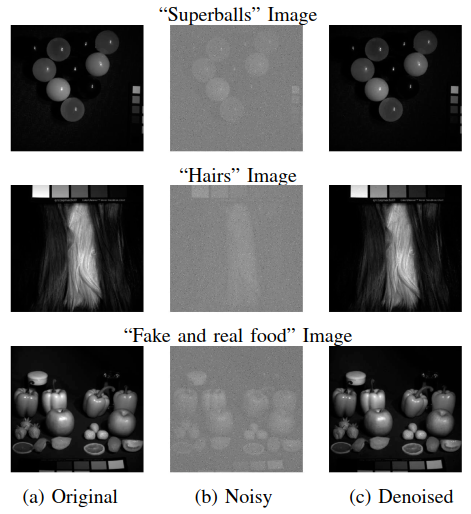 “Superballs” Image
“Hairs” Image
“Fake and real food” Image
(a) Original
(b) Noisy
(c) Denoised